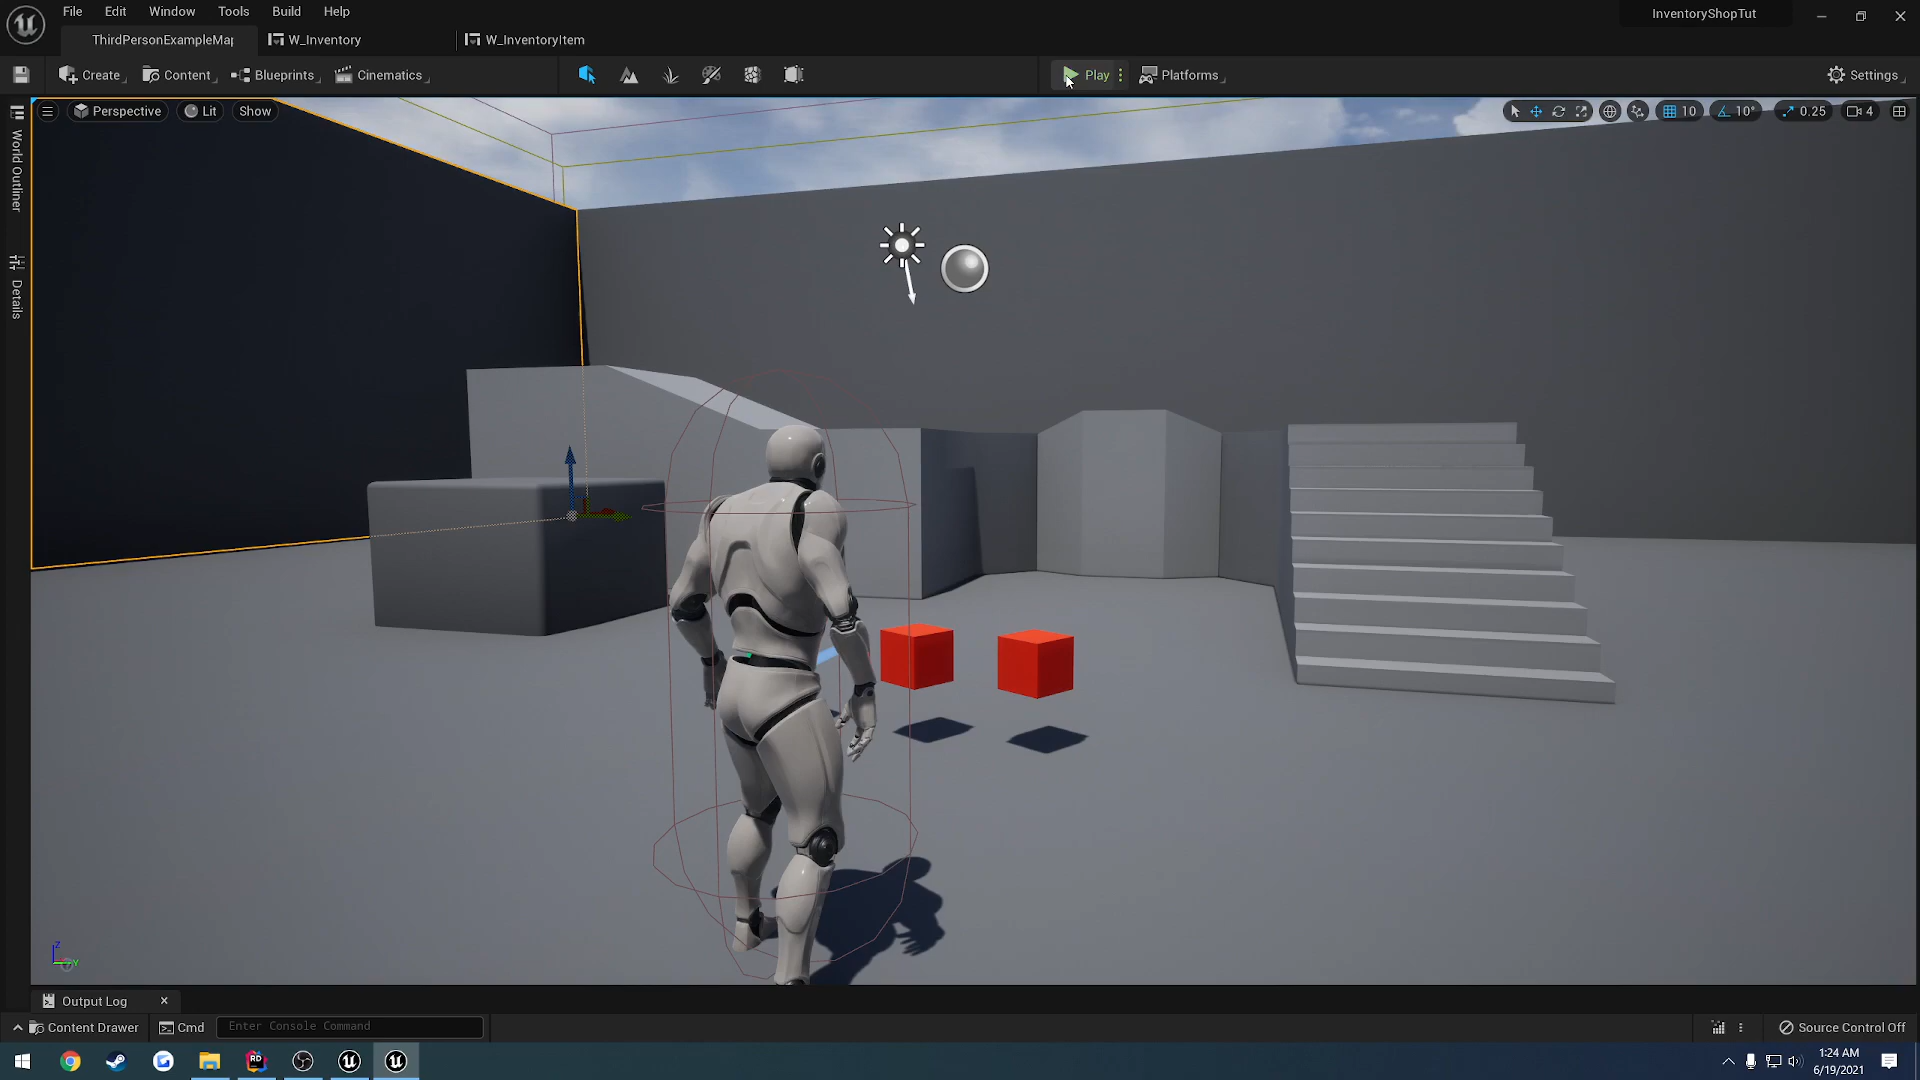 File Edit Window Tools Build Help
InventoryShopTut
ThirdPersonExampleMap W_Inventory W_InventoryItem
Create Content Blueprints Cinematics Play Platforms Settings
Perspective Lit Show 10 10° 0.25 4
World Outliner
Details
Z
Y
Output Log
Content Drawer Cmd Enter Console Command Source Control Off
RD
1:24 AM
6/19/2021